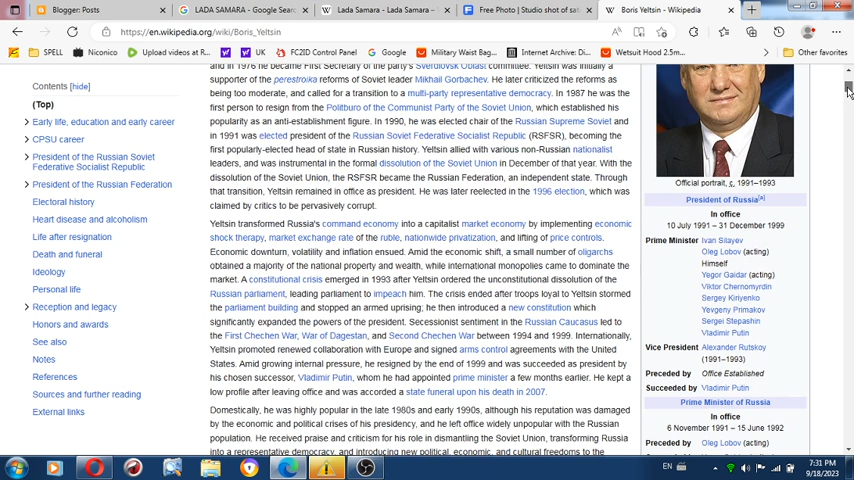 Blogger: Posts
LADA SAMARA - Google Sear
Lada Samara - Lada Samara -
Free Photo | Studio shot of sati
Boris Yeltsin - Wikipedia
https://en.wikipedia.org/wiki/Boris_Yeltsin
SPELL
Niconico
Upload videos at R...
UK
FC2ID Control Panel
Google
Military Waist Bag...
Internet Archive: Di...
Wetsuit Hood 2.5m...
Other favorites
Contents [hide]
(Top)
Early life, education and early career
CPSU career
President of the Russian Soviet
Federative Socialist Republic
President of the Russian Federation
Electoral history
Heart disease and alcoholism
Life after resignation
Death and funeral
Ideology
Personal life
Reception and legacy
Honors and awards
See also
Notes
References
Sources and further reading
External links
and in 1976 he became First Secretary of the party's Sverdlovsk Oblast committee. Yeltsin was initially a
supporter of the perestroika reforms of Soviet leader Mikhail Gorbachev. He later criticized the reforms as
being too moderate, and called for a transition to a multi-party representative democracy. In 1987 he was the
first person to resign from the Politburo of the Communist Party of the Soviet Union, which established his
popularity as an anti-establishment figure. In 1990, he was elected chair of the Russian Supreme Soviet and
in 1991 was elected president of the Russian Soviet Federative Socialist Republic (RSFSR), becoming the
first popularly-elected head of state in Russian history. Yeltsin allied with various non-Russian nationalist
leaders, and was instrumental in the formal dissolution of the Soviet Union in December of that year. With the
dissolution of the Soviet Union, the RSFSR became the Russian Federation, an independent state. Through
that transition, Yeltsin remained in office as president. He was later reelected in the 1996 election, which was
claimed by critics to be pervasively corrupt.
Yeltsin transformed Russia's command economy into a capitalist market economy by implementing economic
shock therapy, market exchange rate of the ruble, nationwide privatization, and lifting of price controls.
Economic downturn, volatility and inflation ensued. Amid the economic shift, a small number of oligarchs
obtained a majority of the national property and wealth, while international monopolies came to dominate the
market. A constitutional crisis emerged in 1993 after Yeltsin ordered the unconstitutional dissolution of the
Russian parliament, leading parliament to impeach him. The crisis ended after troops loyal to Yeltsin stormed
the parliament building and stopped an armed uprising; he then introduced a new constitution which
significantly expanded the powers of the president. Secessionist sentiment in the Russian Caucasus led to
the First Chechen War, War of Dagestan, and Second Chechen War between 1994 and 1999. Internationally,
Yeltsin promoted renewed collaboration with Europe and signed arms control agreements with the United
States. Amid growing internal pressure, he resigned by the end of 1999 and was succeeded as president by
his chosen successor, Vladimir Putin, whom he had appointed prime minister a few months earlier. He kept a
low profile after leaving office and was accorded a state funeral upon his death in 2007.
Domestically, he was highly popular in the late 1980s and early 1990s, although his reputation was damaged
by the economic and political crises of his presidency, and he left office widely unpopular with the Russian
population. He received praise and criticism for his role in dismantling the Soviet Union, transforming Russia
into a representative democracy, and introducing new political, economic, and cultural freedoms to the
Official portrait, c. 1991–1993
President of Russia[a]
In office
10 July 1991 – 31 December 1999
Prime Minister Ivan Silayev
Oleg Lobov (acting)
Himself
Yegor Gaidar (acting)
Viktor Chernomyrdin
Sergey Kiriyenko
Yevgeny Primakov
Sergei Stepashin
Vladimir Putin
Vice President Alexander Rutskoy
(1991–1993)
Preceded by Office Established
Succeeded by Vladimir Putin
Prime Minister of Russia
In office
6 November 1991 – 15 June 1992
Preceded by Oleg Lobov (acting)
EN
7:31 PM
9/18/2023